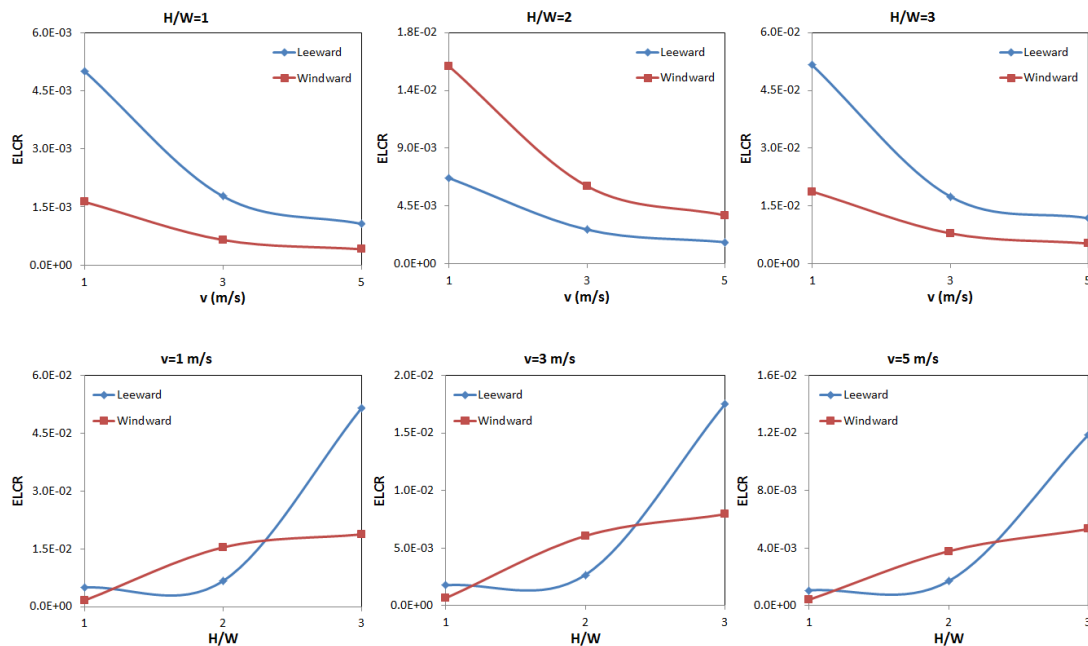 H/W=1
6.0E-03
4.5E-03
3.0E-03
1.5E-03
0.0E+00
ELCR
Leeward
Windward
1 3 5
v (m/s)
H/W=2
1.8E-02
1.4E-02
9.0E-03
4.5E-03
0.0E+00
ELCR
Leeward
Windward
1 3 5
v (m/s)
H/W=3
6.0E-02
4.5E-02
3.0E-02
1.5E-02
0.0E+00
ELCR
Leeward
Windward
1 3 5
v (m/s)
v=1 m/s
6.0E-02
4.5E-02
3.0E-02
1.5E-02
0.0E+00
ELCR
Leeward
Windward
1 2 3
H/W
v=3 m/s
2.0E-02
1.5E-02
1.0E-02
5.0E-03
0.0E+00
ELCR
Leeward
Windward
1 2 3
H/W
v=5 m/s
1.6E-02
1.2E-02
8.0E-03
4.0E-03
0.0E+00
ELCR
Leeward
Windward
1 2 3
H/W